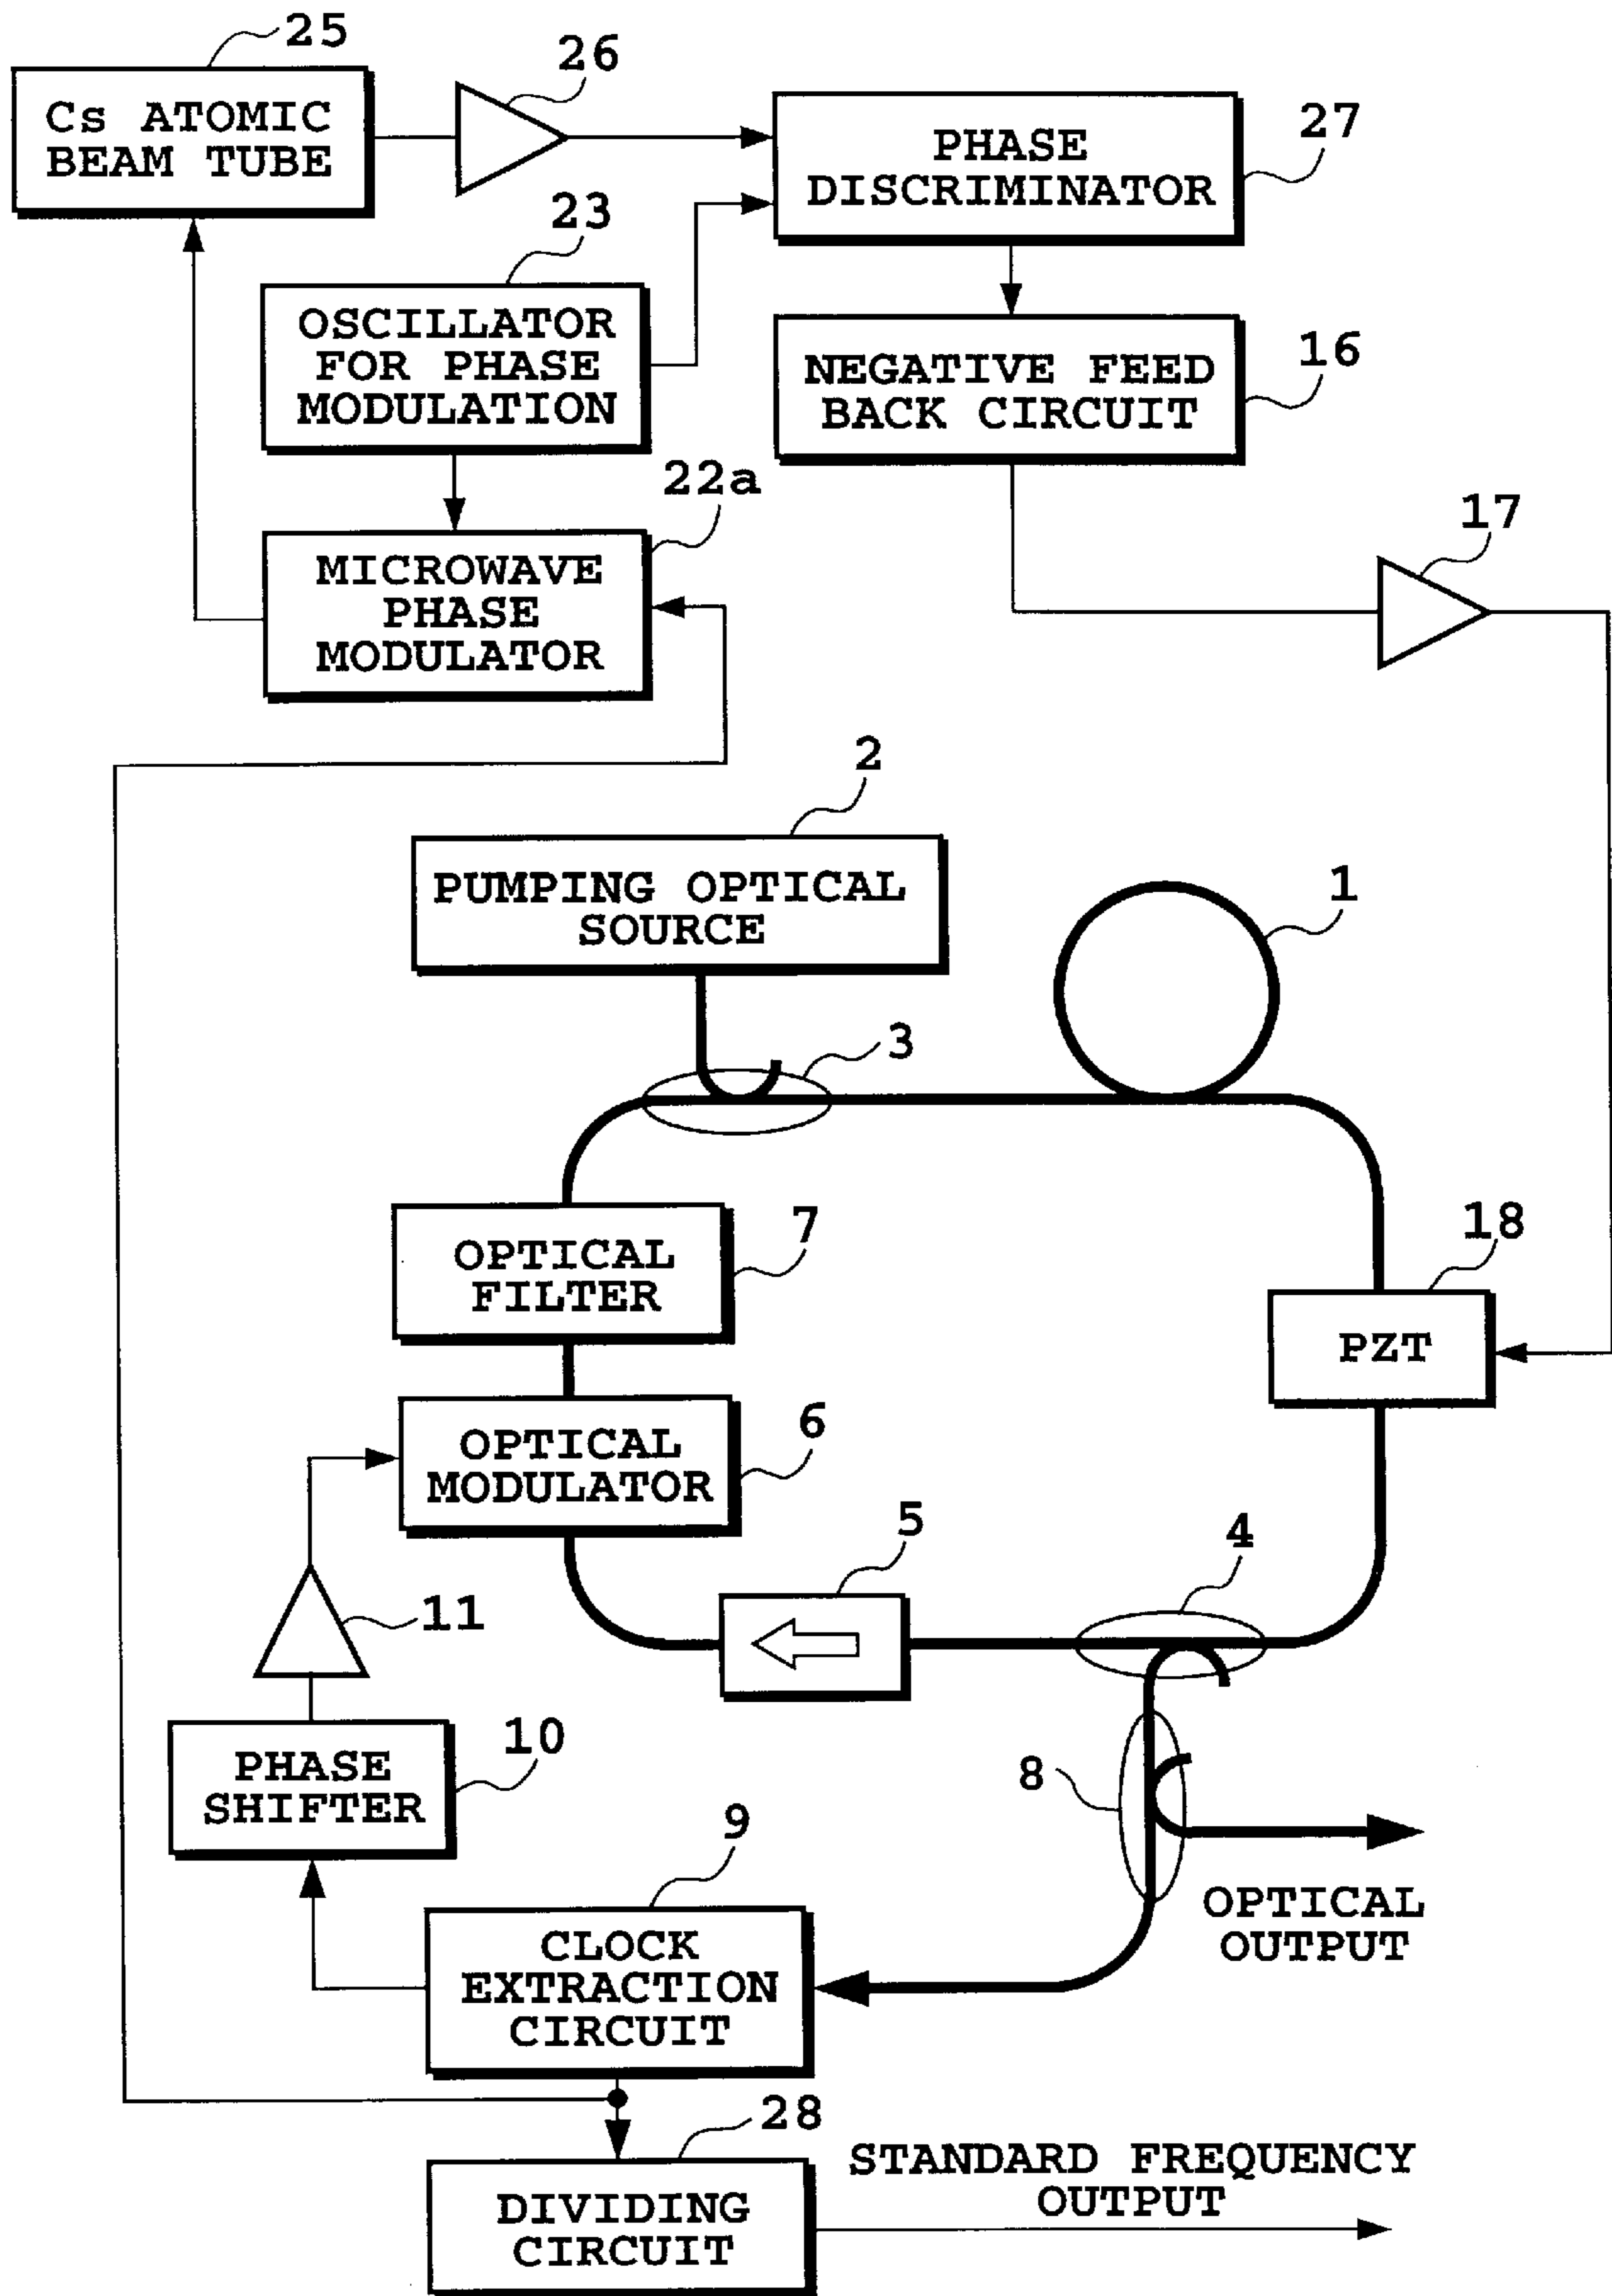 25
26
Cs ATOMIC
BEAM TUBE
27
PHASE
DISCRIMINATOR
23
OSCILLATOR
FOR PHASE
MODULATION
16
NEGATIVE FEED
BACK CIRCUIT
22a
17
MICROWAVE
PHASE
MODULATOR
2
PUMPING OPTICAL
SOURCE
1
3
7
OPTICAL
FILTER
18
PZT
6
OPTICAL
MODULATOR
5
4
11
10
PHASE
SHIFTER
8
9
OPTICAL
OUTPUT
CLOCK
EXTRACTION
CIRCUIT
28
STANDARD FREQUENCY
OUTPUT
DIVIDING
CIRCUIT